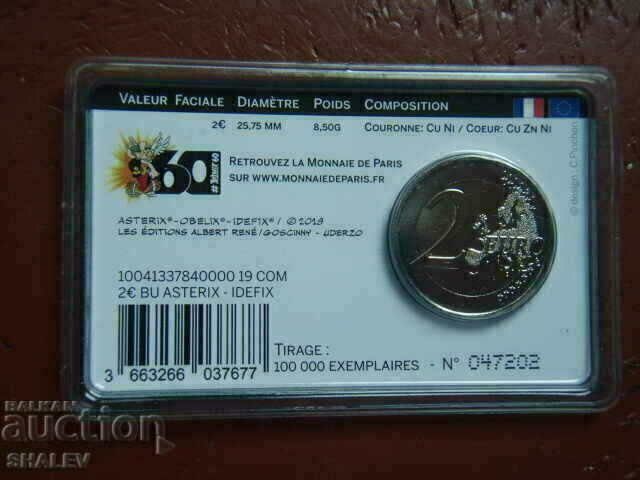 VALEUR FACIALE DIAMÈTRE POIDS COMPOSITION
2€ 25,75 MM 8,50G COURONNE: CU NI / COEUR: CU ZN NI
60
RETROUVEZ LA MONNAIE DE PARIS
SUR WWW.MONNAIEDEPARIS.FR
© design : C.Pinchon
ASTERIX®-OBELIX®-IDEFIX® / © 2019
LES ÉDITIONS ALBERT RENÉ/GOSCINNY - UDERZO
2 EURO
10041337840000 19 COM
2€ BU ASTERIX - IDEFIX
3 663266 037677
TIRAGE :
100 000 EXEMPLAIRES - N° 047202
BALKAN
auction
SHALEV